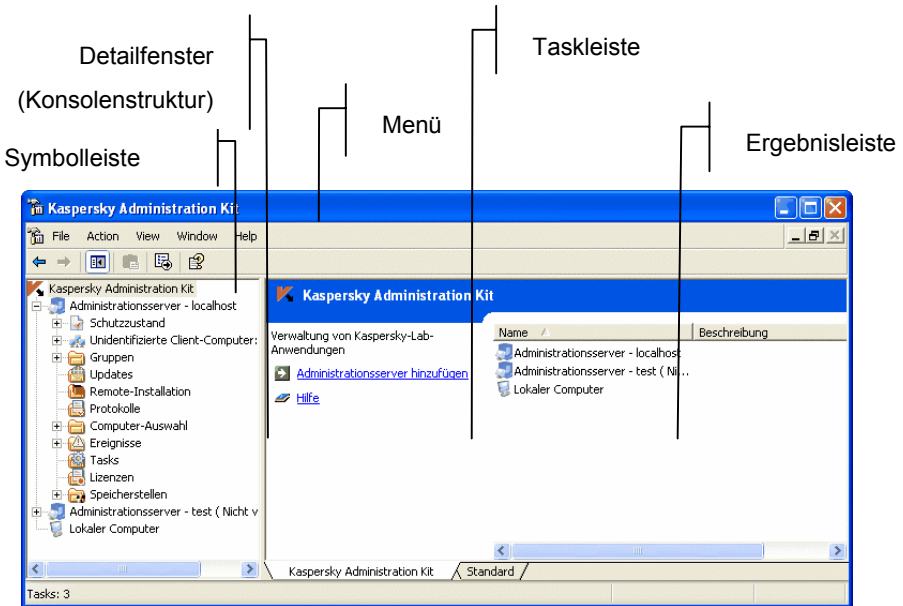 Detailfenster
(Konsolenstruktur)
Taskleiste
Menü
Ergebnisleiste
Symbolleiste
Kaspersky Administration Kit
File Action View Window Help
Kaspersky Administration Kit
Administrationsserver - localhost
Schutzzustand
Unidentifizierte Client-Computer:
Gruppen
Updates
Remote-Installation
Protokolle
Computer-Auswahl
Ereignisse
Tasks
Lizenzen
Speicherstellen
Administrationsserver - test ( Nicht v
Lokaler Computer
Kaspersky Administration Kit
Verwaltung von Kaspersky-Lab-
Anwendungen
Administrationsserver hinzufügen
Hilfe
Name Beschreibung
Administrationsserver - localhost
Administrationsserver - test ( Ni...
Lokaler Computer
Kaspersky Administration Kit Standard
Tasks: 3